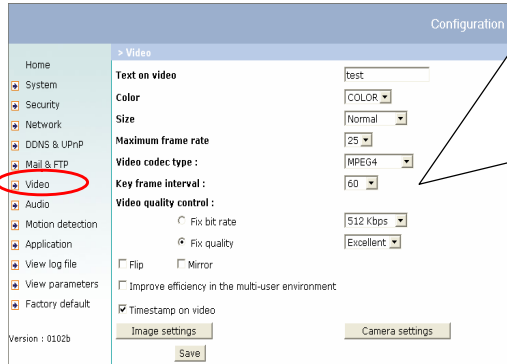 Configuration
> Video
Home
System
Security
Network
DDNS & UPnP
Mail & FTP
Video
Audio
Motion detection
Application
View log file
View parameters
Factory default
Version : 0102b
Text on video test
Color COLOR
Size Normal
Maximum frame rate 25
Video codec type : MPEG4
Key frame interval : 60
Video quality control :
Fix bit rate 512 Kbps
Fix quality Excellent
Flip Mirror
Improve efficiency in the multi-user environment
Timestamp on video
Image settings Camera settings
Save